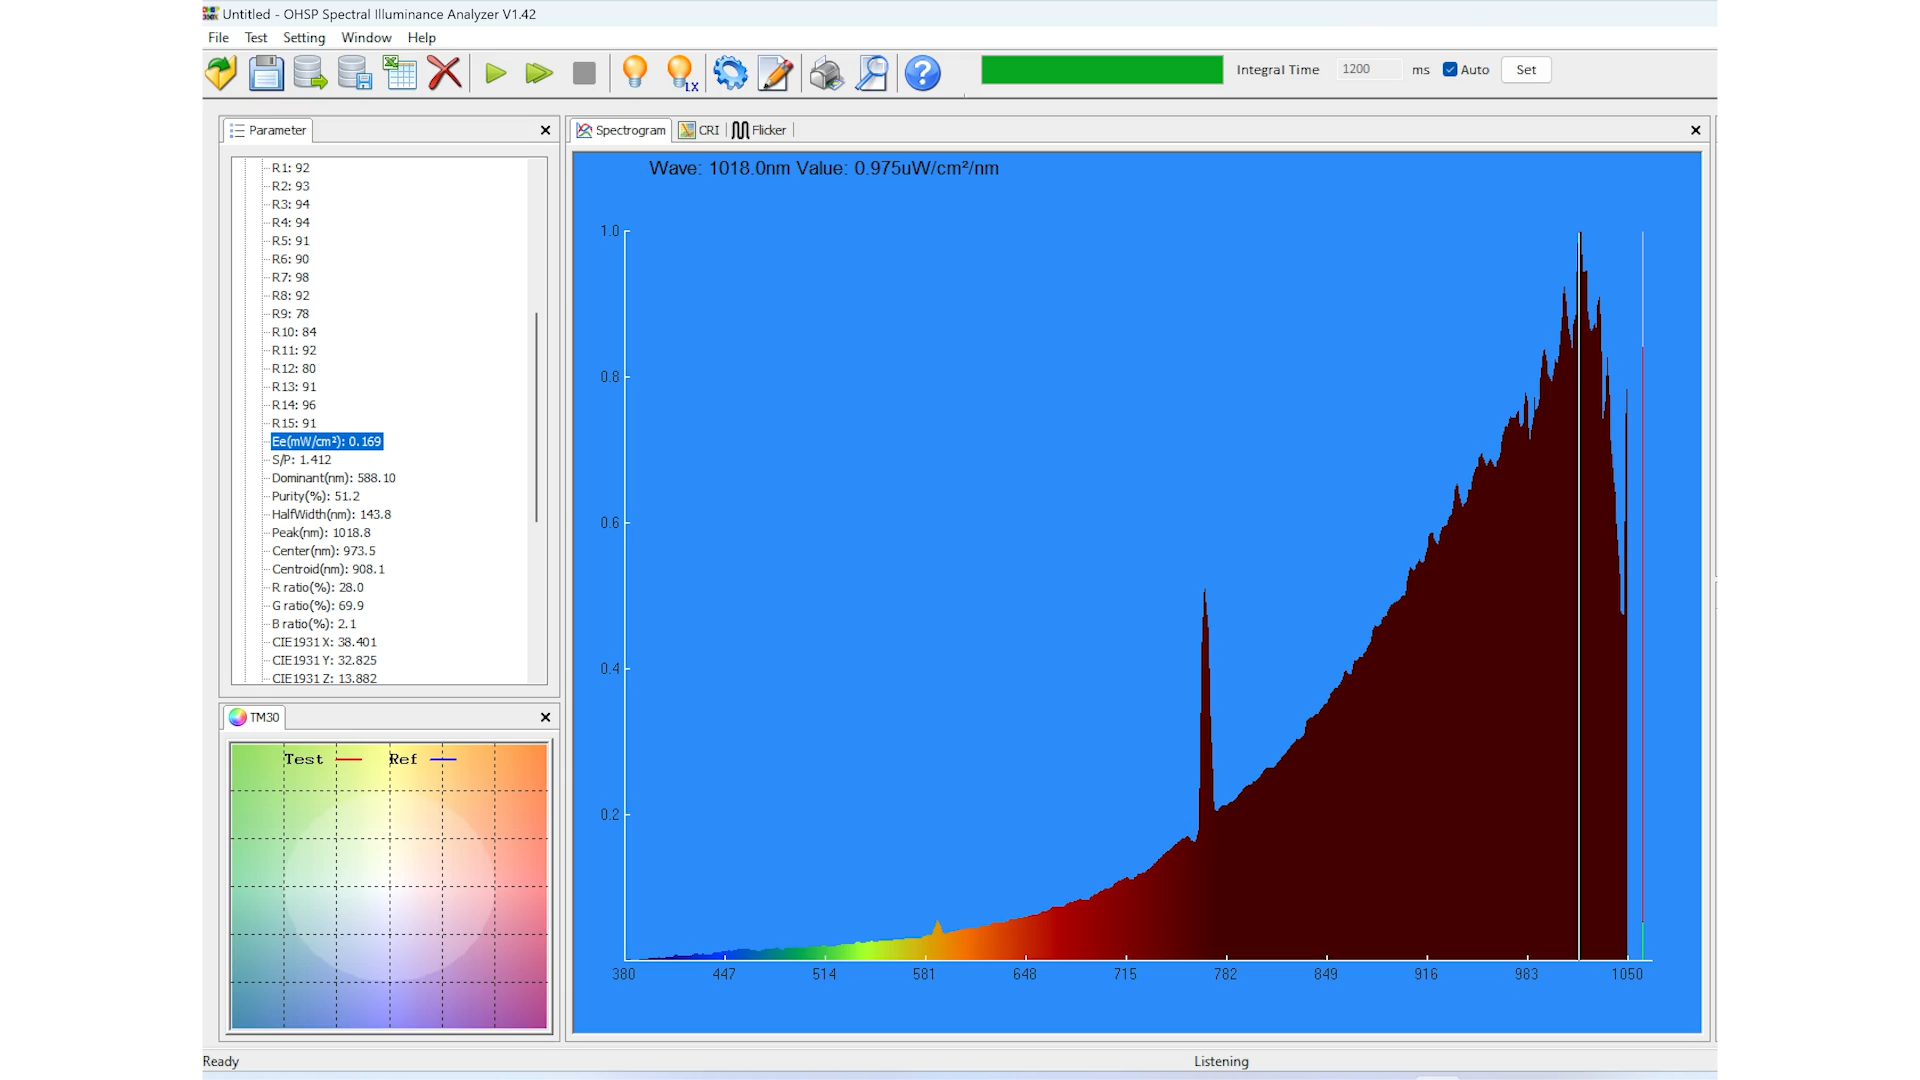 Untitled - OHSP Spectral Illuminance Analyzer V1.42
File Test Setting Window Help
LX
Integral Time 1200 ms Auto Set
Parameter
R1: 92
R2: 93
R3: 94
R4: 94
R5: 91
R6: 90
R7: 98
R8: 92
R9: 78
R10: 84
R11: 92
R12: 80
R13: 91
R14: 96
R15: 91
Ee(mW/cm²): 0.169
S/P: 1.412
Dominant(nm): 588.10
Purity(%): 51.2
HalfWidth(nm): 143.8
Peak(nm): 1018.8
Center(nm): 973.5
Centroid(nm): 908.1
R ratio(%): 28.0
G ratio(%): 69.9
B ratio(%): 2.1
CIE1931 X: 38.401
CIE1931 Y: 32.825
CIE1931 Z: 13.882
TM30
Test Ref
Spectrogram CRI Flicker
Wave: 1018.0nm Value: 0.975uW/cm²/nm
1.0
0.8
0.6
0.4
0.2
380 447 514 581 648 715 782 849 916 983 1050
Ready Listening